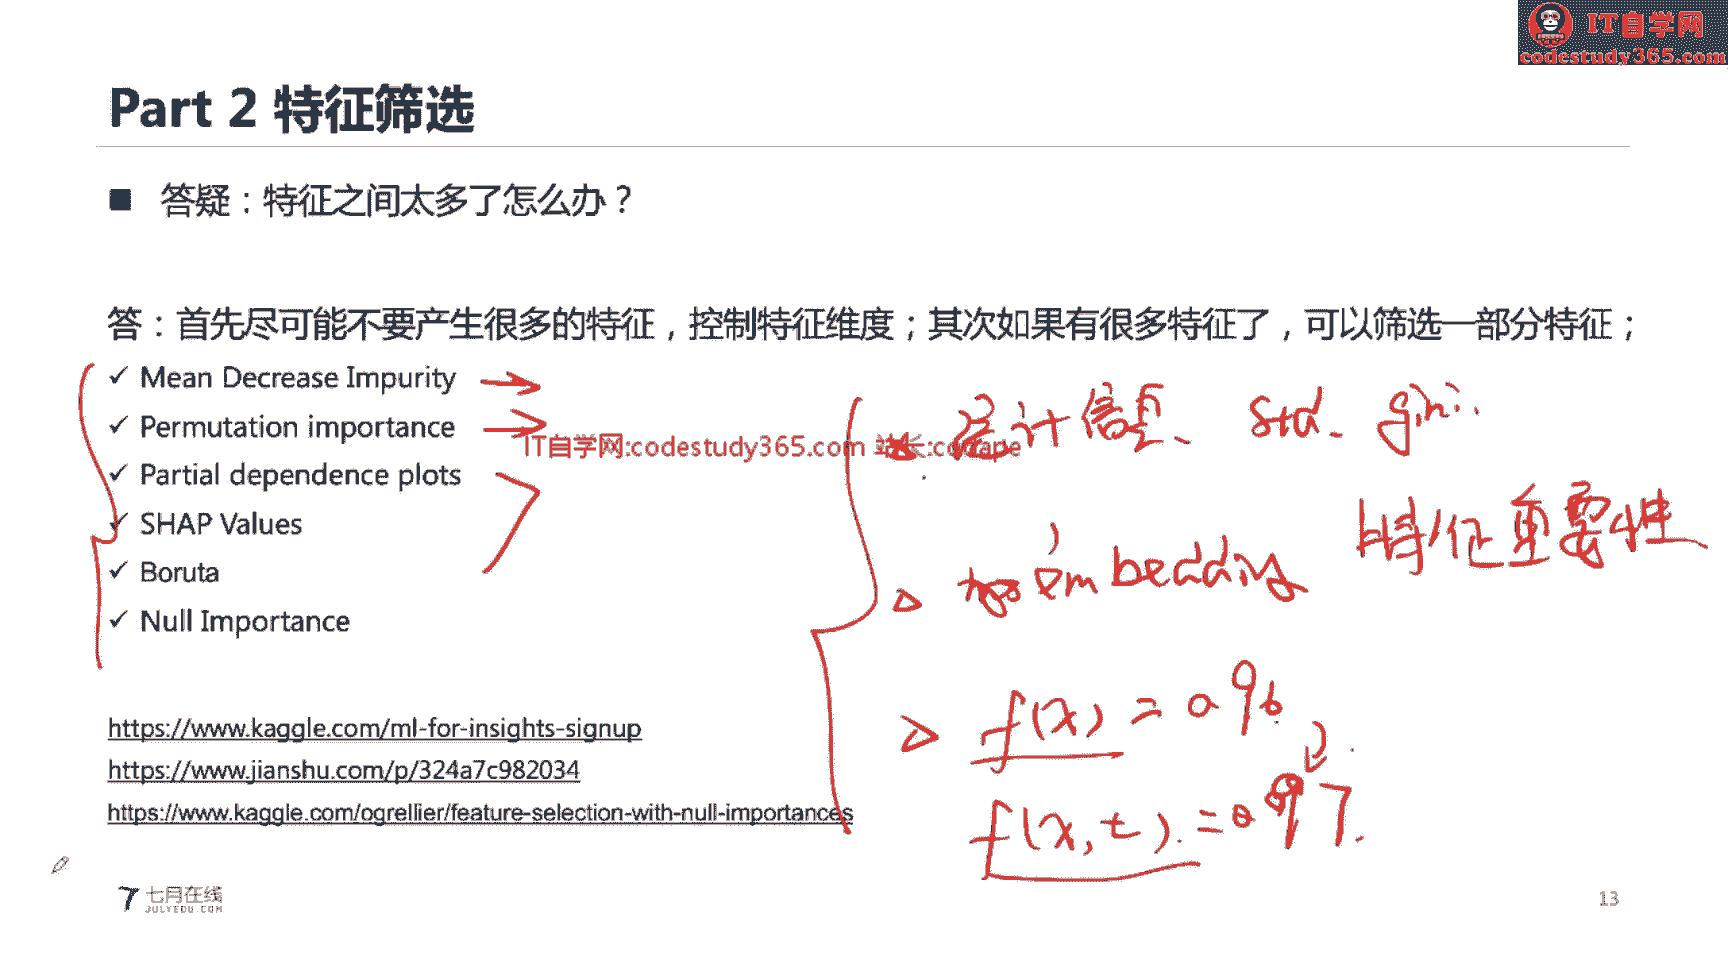 IT自学网
codestudy365.com
Part 2 特征筛选
答疑：特征之间太多了怎么办？
答：首先尽可能不要产生很多的特征，控制特征维度；其次如果有很多特征了，可以筛选一部分特征；
Mean Decrease Impurity
Permutation importance
Partial dependence plots
SHAP Values
Boruta
Null Importance
IT自学网:codestudy365.com 站长:codeape
计信息、 std、 gini.
特征重要性
embedding
f(x) = 0.96
f(x, t) = 0.97.
https://www.kaggle.com/ml-for-insights-signup
https://www.jianshu.com/p/324a7c982034
https://www.kaggle.com/ogrellier/feature-selection-with-null-importances
七月在线
JULYEDU.COM
13